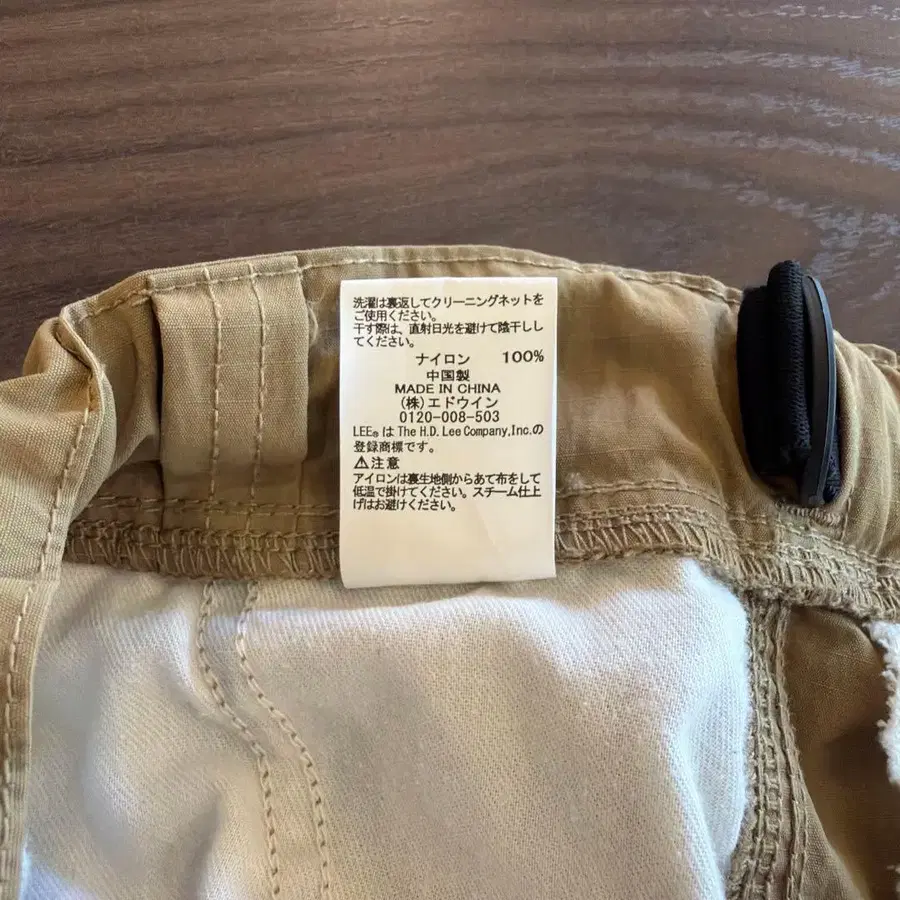 洗濯は裏返してクリーニングネットを
ご使用ください。
干す際は、直射日光を避けて陰干しし
てください。
ナイロン 100%
中国製
MADE IN CHINA
(株)エドウイン
0120-008-503
LEE® は The H.D. Lee Company,Inc.の
登録商標です。
⚠注意
アイロンは裏生地側からあて布をして
低温で掛けてください。スチーム仕上
げはお避けください。